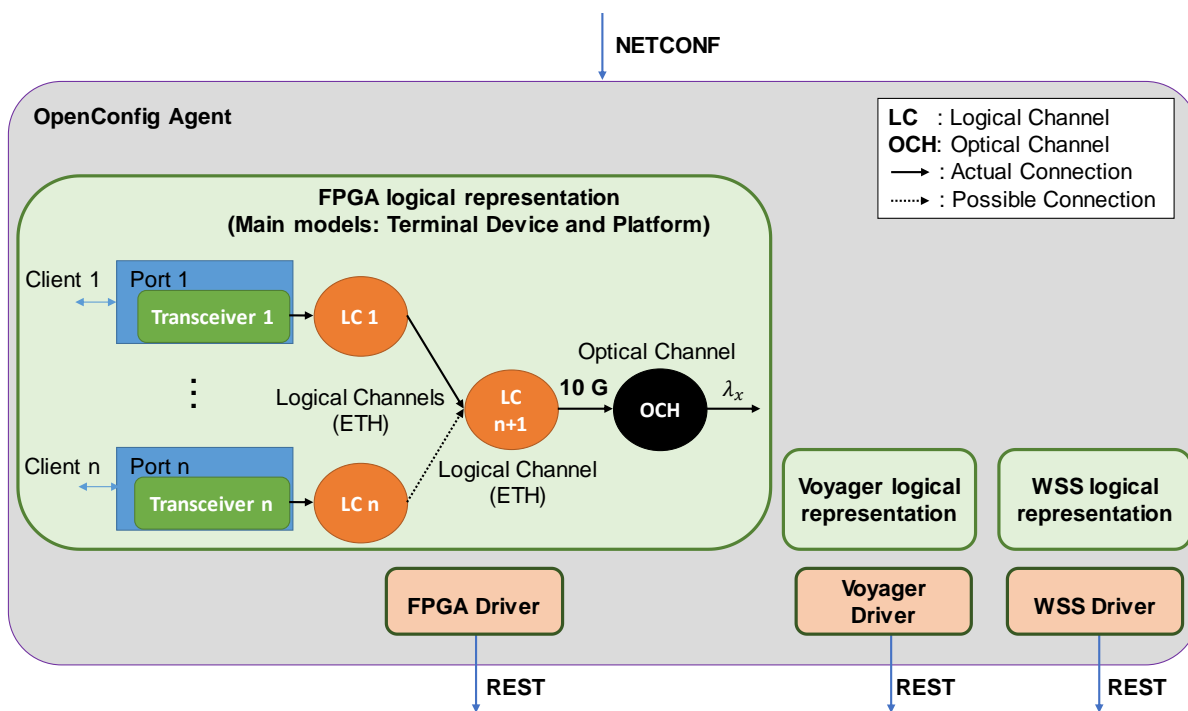 NETCONF
OpenConfig Agent
LC : Logical Channel
OCH: Optical Channel
: Actual Connection
: Possible Connection
FPGA logical representation
(Main models: Terminal Device and Platform)
Client 1
Port 1
Transceiver 1
LC 1
Optical Channel
Logical Channels
(ETH)
LC
n+1
10 G
OCH
λx
Client n
Port n
Transceiver n
LC n
Logical Channel
(ETH)
Voyager logical
representation
WSS logical
representation
FPGA Driver
Voyager
Driver
WSS Driver
REST
REST
REST